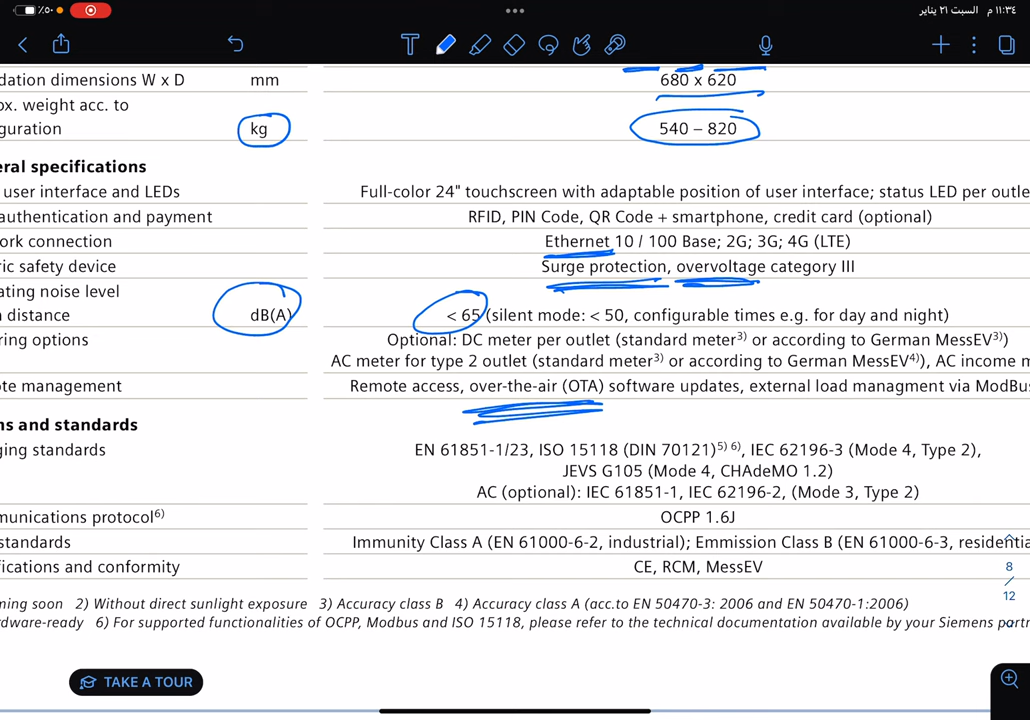 ١١:٣٤ م السبت ٢١ يناير
٥٠٪
T
dation dimensions W x D mm 680 x 620
ox. weight acc. to
guration kg 540 – 820
eral specifications
user interface and LEDs Full-color 24" touchscreen with adaptable position of user interface; status LED per outle
authentication and payment RFID, PIN Code, QR Code + smartphone, credit card (optional)
ork connection Ethernet 10 / 100 Base; 2G; 3G; 4G (LTE)
ric safety device Surge protection, overvoltage category III
ating noise level
distance dB(A) < 65 (silent mode: < 50, configurable times e.g. for day and night)
ring options Optional: DC meter per outlet (standard meter3) or according to German MessEV3))
AC meter for type 2 outlet (standard meter3) or according to German MessEV4)), AC income m
ote management Remote access, over-the-air (OTA) software updates, external load managment via ModBus
ns and standards
ging standards EN 61851-1/23, ISO 15118 (DIN 70121)5) 6), IEC 62196-3 (Mode 4, Type 2),
JEVS G105 (Mode 4, CHAdeMO 1.2)
AC (optional): IEC 61851-1, IEC 62196-2, (Mode 3, Type 2)
munications protocol6) OCPP 1.6J
standards Immunity Class A (EN 61000-6-2, industrial); Emmission Class B (EN 61000-6-3, residentia
fications and conformity CE, RCM, MessEV
8
/
12
ming soon 2) Without direct sunlight exposure 3) Accuracy class B 4) Accuracy class A (acc.to EN 50470-3: 2006 and EN 50470-1:2006)
rdware-ready 6) For supported functionalities of OCPP, Modbus and ISO 15118, please refer to the technical documentation available by your Siemens partn
TAKE A TOUR